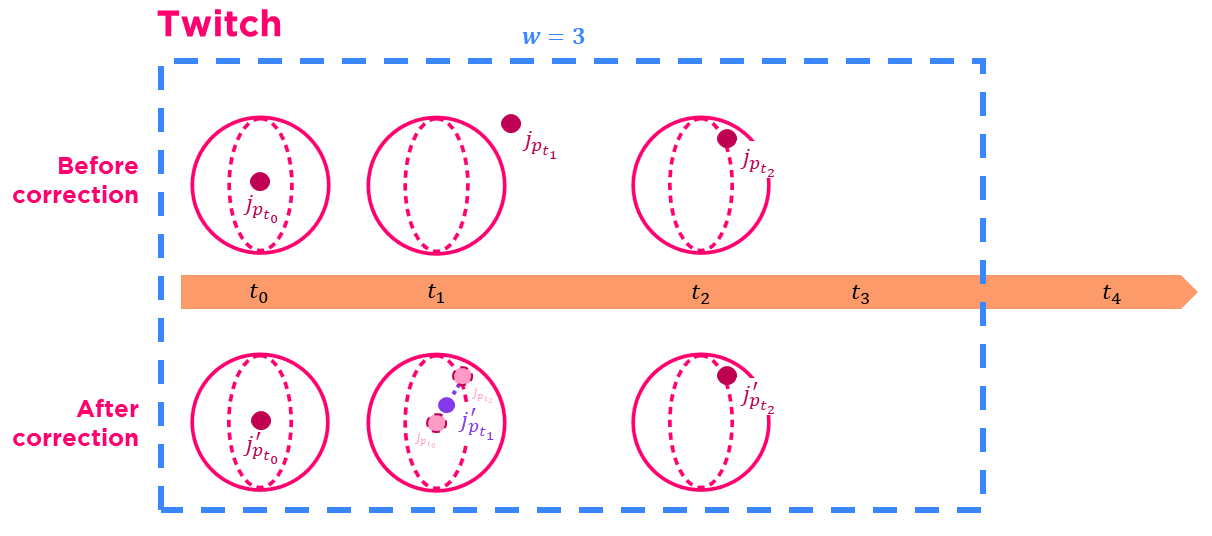 Twitch
w = 3
Before
correction
j_{p_{t_0}}
j_{p_{t_1}}
j_{p_{t_2}}
t_0
t_1
t_2
t_3
t_4
After
correction
j'_{p_{t_0}}
j_{p_{t_0}}
j_{p_{t_2}}
j'_{p_{t_1}}
j'_{p_{t_2}}